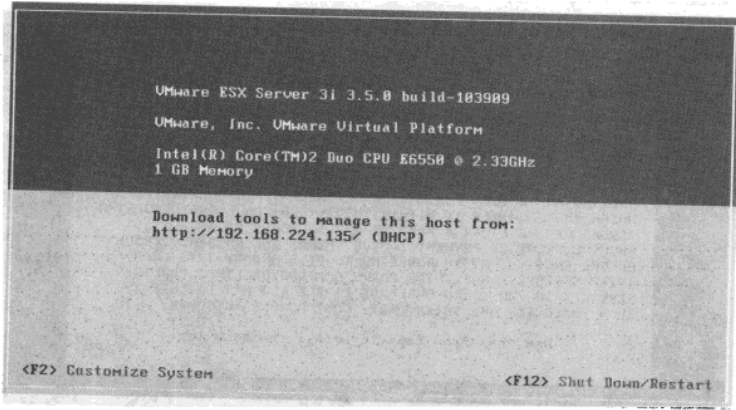 VMware ESX Server 3i 3.5.0 build-103909
VMware, Inc. VMware Virtual Platform
Intel(R) Core(TM)2 Duo CPU E6550 @ 2.33GHz
1 GB Memory
Download tools to manage this host from:
http://192.168.224.135/ (DHCP)
<F2> Customize System
<F12> Shut Down/Restart